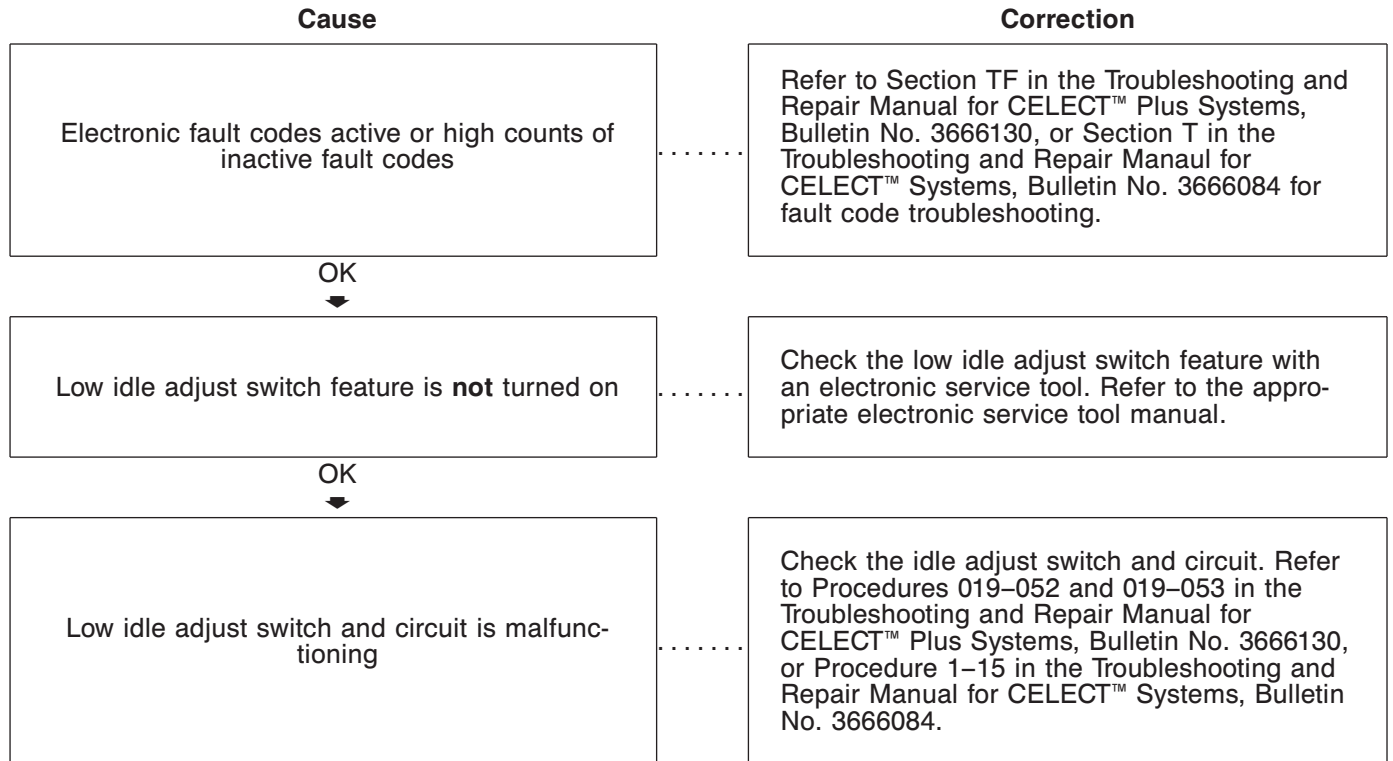 Cause
Correction
Electronic fault codes active or high counts of
inactive fault codes
.......
Refer to Section TF in the Troubleshooting and
Repair Manual for CELECT™ Plus Systems,
Bulletin No. 3666130, or Section T in the
Troubleshooting and Repair Manaul for
CELECT™ Systems, Bulletin No. 3666084 for
fault code troubleshooting.
OK
Low idle adjust switch feature is not turned on
.......
Check the low idle adjust switch feature with
an electronic service tool. Refer to the appro-
priate electronic service tool manual.
OK
Low idle adjust switch and circuit is malfunc-
tioning
.......
Check the idle adjust switch and circuit. Refer
to Procedures 019–052 and 019–053 in the
Troubleshooting and Repair Manual for
CELECT™ Plus Systems, Bulletin No. 3666130,
or Procedure 1–15 in the Troubleshooting and
Repair Manual for CELECT™ Systems, Bulletin
No. 3666084.